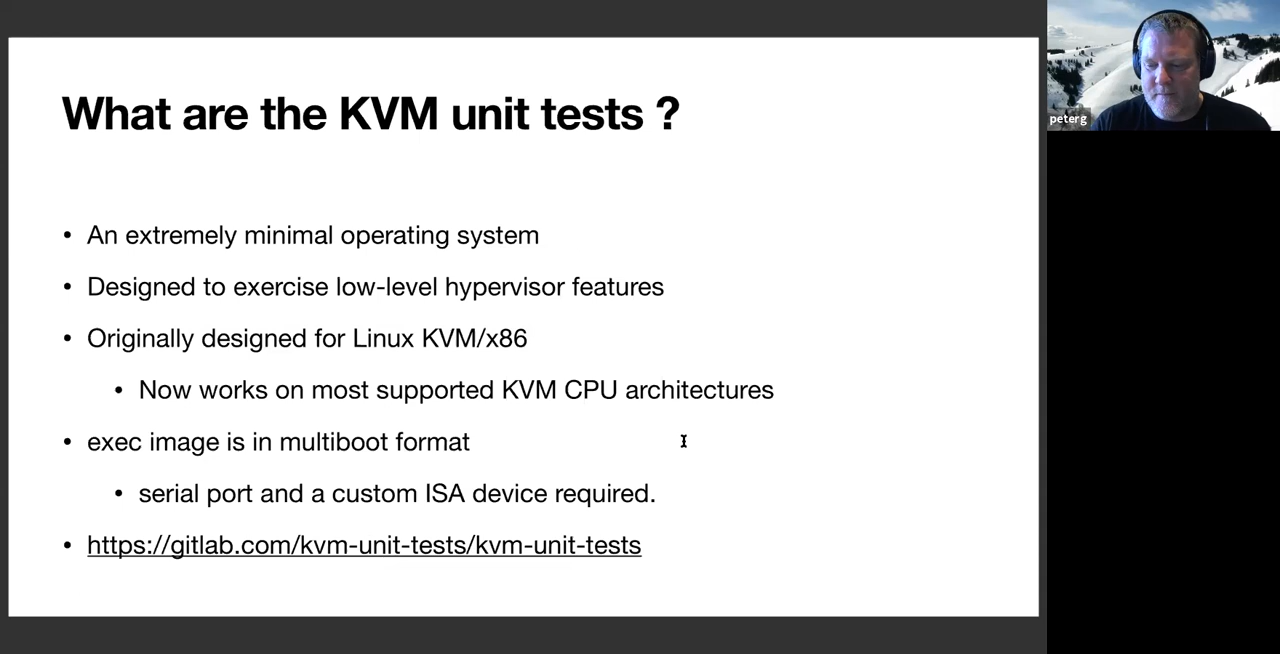 What are the KVM unit tests ?
• An extremely minimal operating system
• Designed to exercise low-level hypervisor features
• Originally designed for Linux KVM/x86
• Now works on most supported KVM CPU architectures
• exec image is in multiboot format
• serial port and a custom ISA device required.
• https://gitlab.com/kvm-unit-tests/kvm-unit-tests
peterg